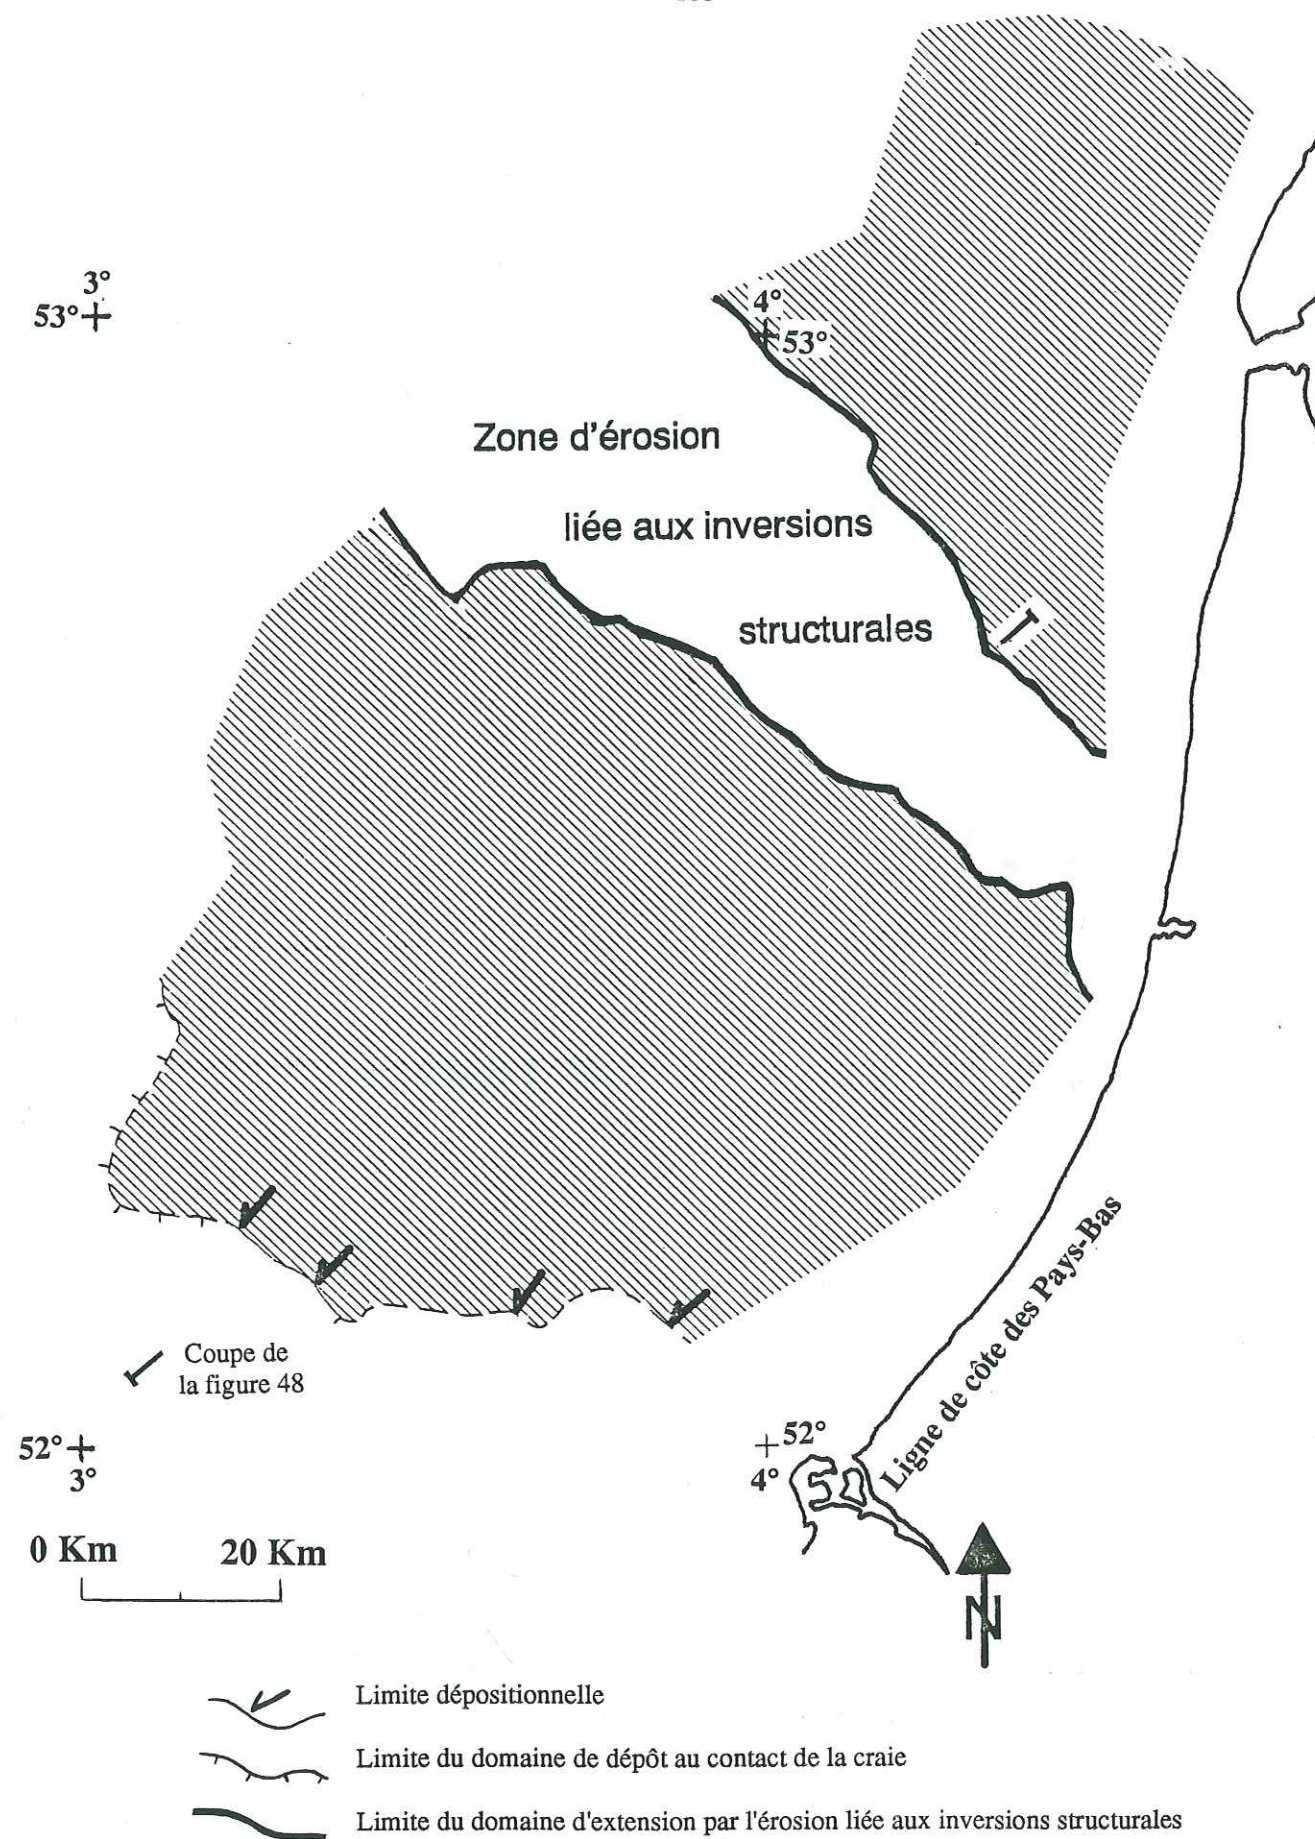 3°
53°
4°
53°
Zone d'érosion
liée aux inversions
structurales
Coupe de
la figure 48
52°
3°
52°
4°
Ligne de côte des Pays-Bas
0 Km 20 Km
N
Limite dépositionnelle
Limite du domaine de dépôt au contact de la craie
Limite du domaine d'extension par l'érosion liée aux inversions structurales